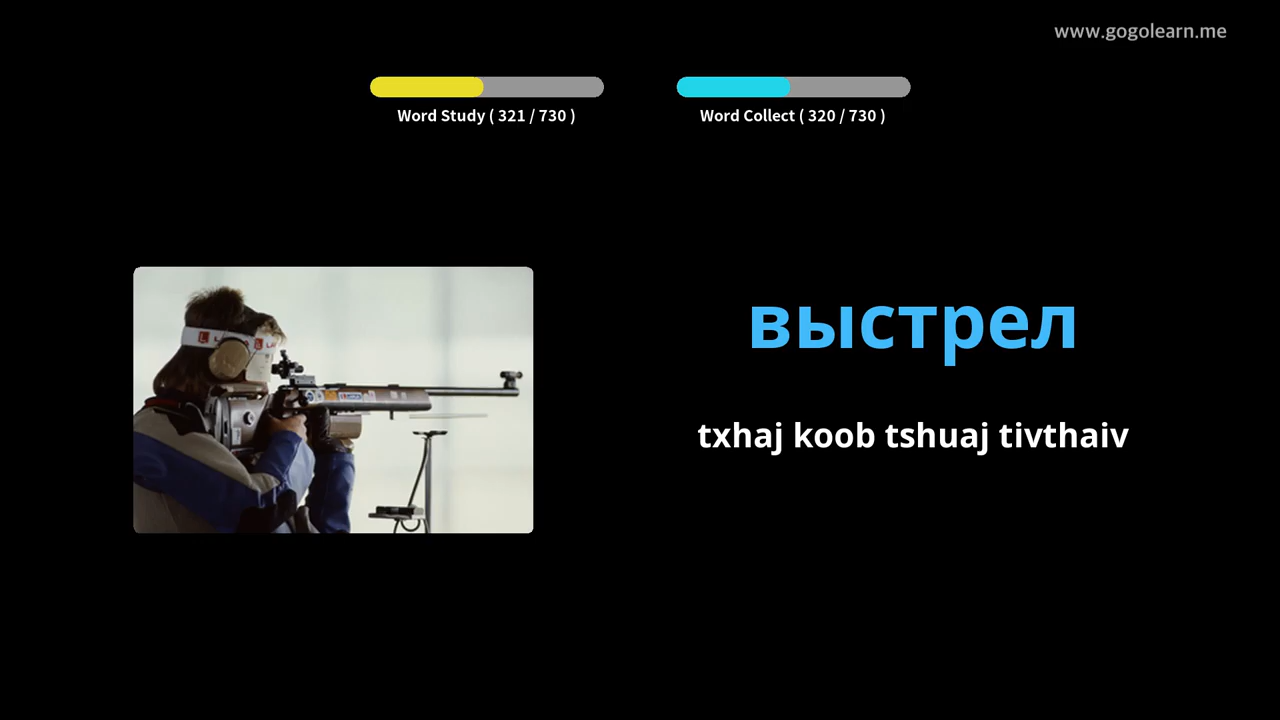 www.gogolearn.me
Word Study ( 321 / 730 )
Word Collect ( 320 / 730 )
выстрел
txhaj koob tshuaj tivthaiv